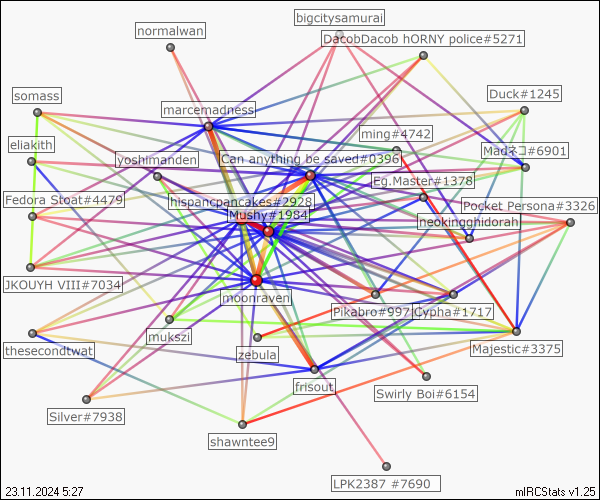 bigcitysamurai
normalwan
DacobDacob hORNY police#5271
somass
Duck#1245
marcemadness
ming#4742
eliakith
yoshimanden
Can anything be saved#0396
Madネコ#6901
Eg.Master#1378
Fedora Stoat#4479
hispancpancakes#2928
Pocket Persona#3326
Mushy#1984
neokingghidorah
JKOUYH VIII#7034
moonraven
Pikabro#997
Cypha#1717
mukszi
thesecondtwat
zebula
Majestic#3375
frisout
Swirly Boi#6154
Silver#7938
shawntee9
LPK2387 #7690
23.11.2024 5:27
mIRCStats v1.25